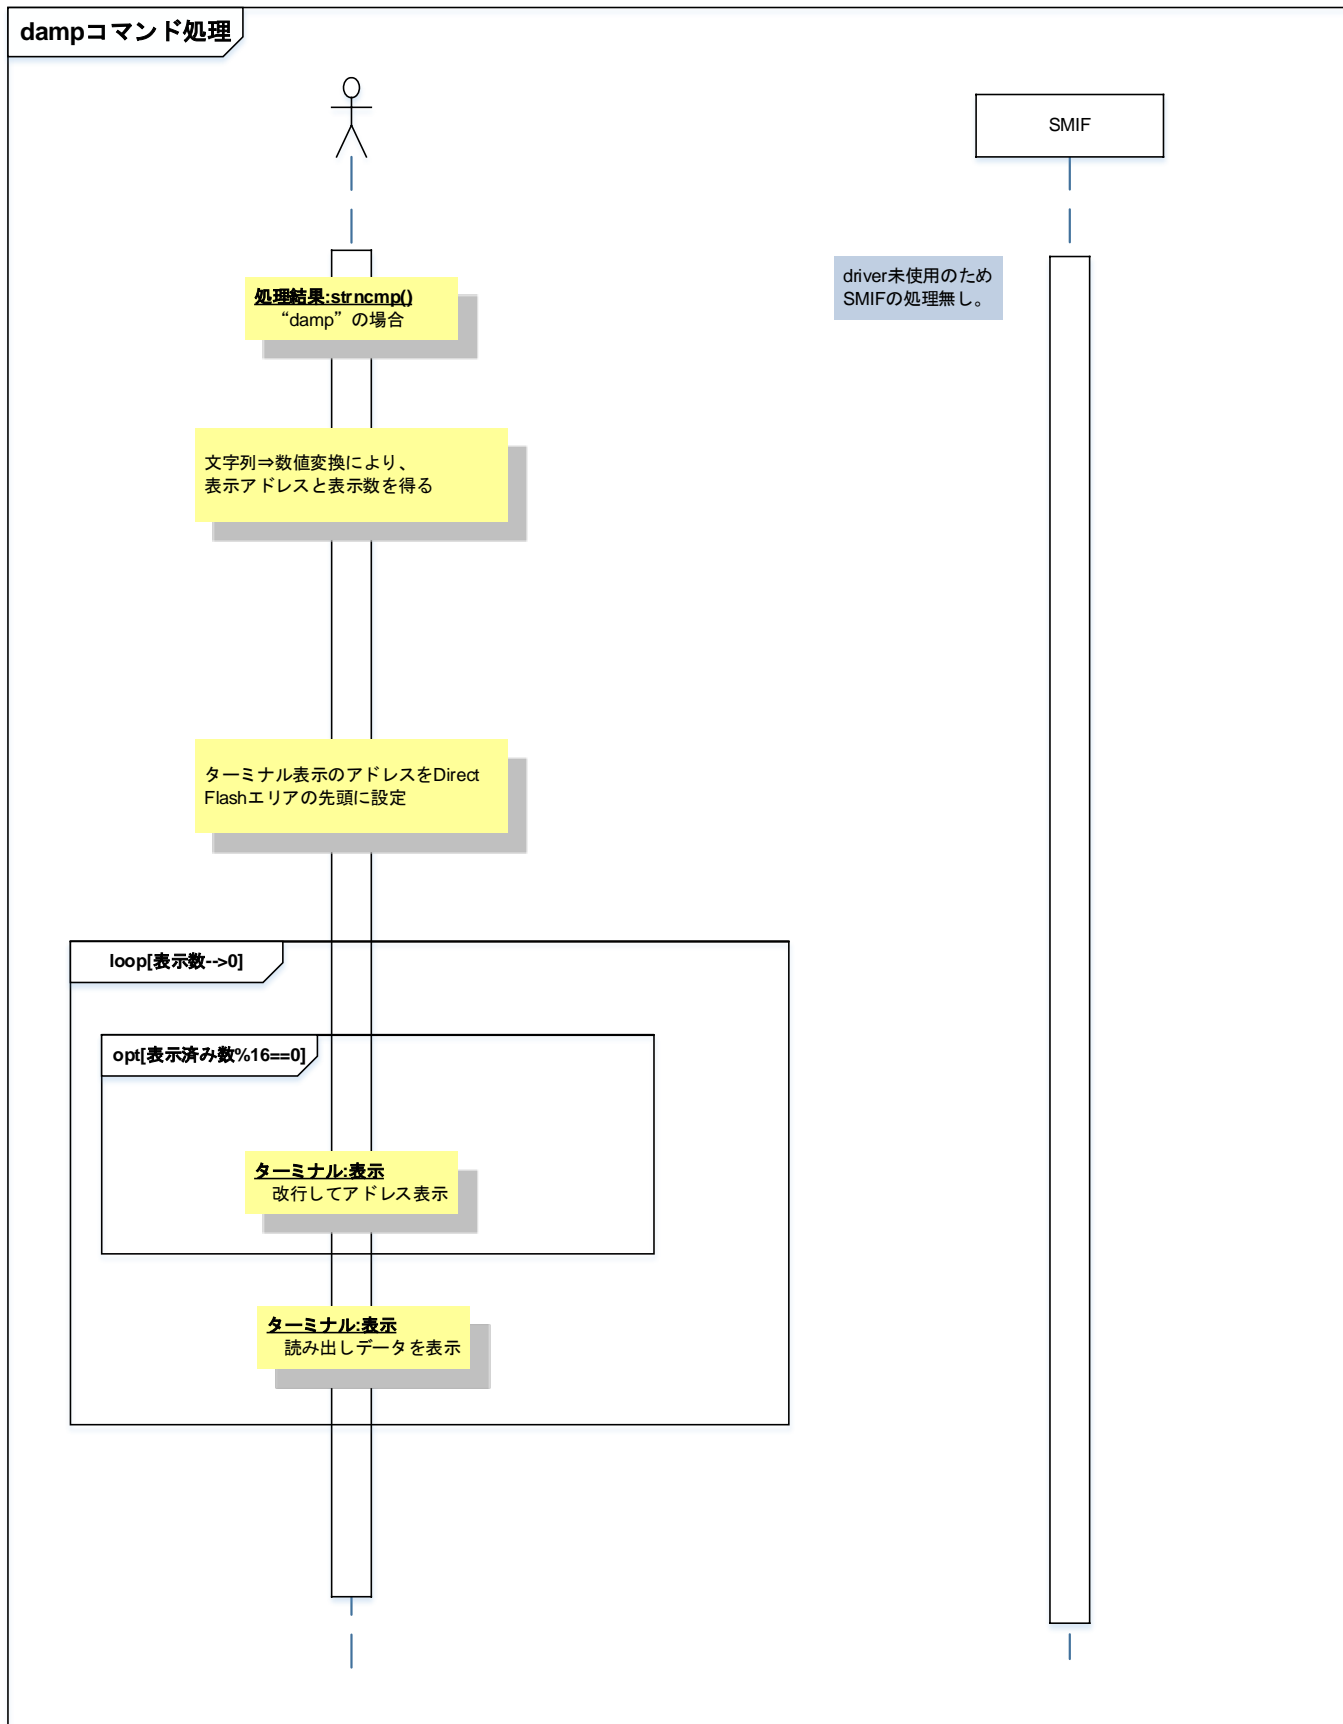 dampコマンド処理
SMIF
driver未使用のため
SMIFの処理無し。
処理結果:strncmp()
“damp”の場合
文字列⇒数値変換により、
表示アドレスと表示数を得る
ターミナル表示のアドレスをDirect
Flashエリアの先頭に設定
loop[表示数-->0]
opt[表示済み数%16==0]
ターミナル:表示
改行してアドレス表示
ターミナル:表示
読み出しデータを表示